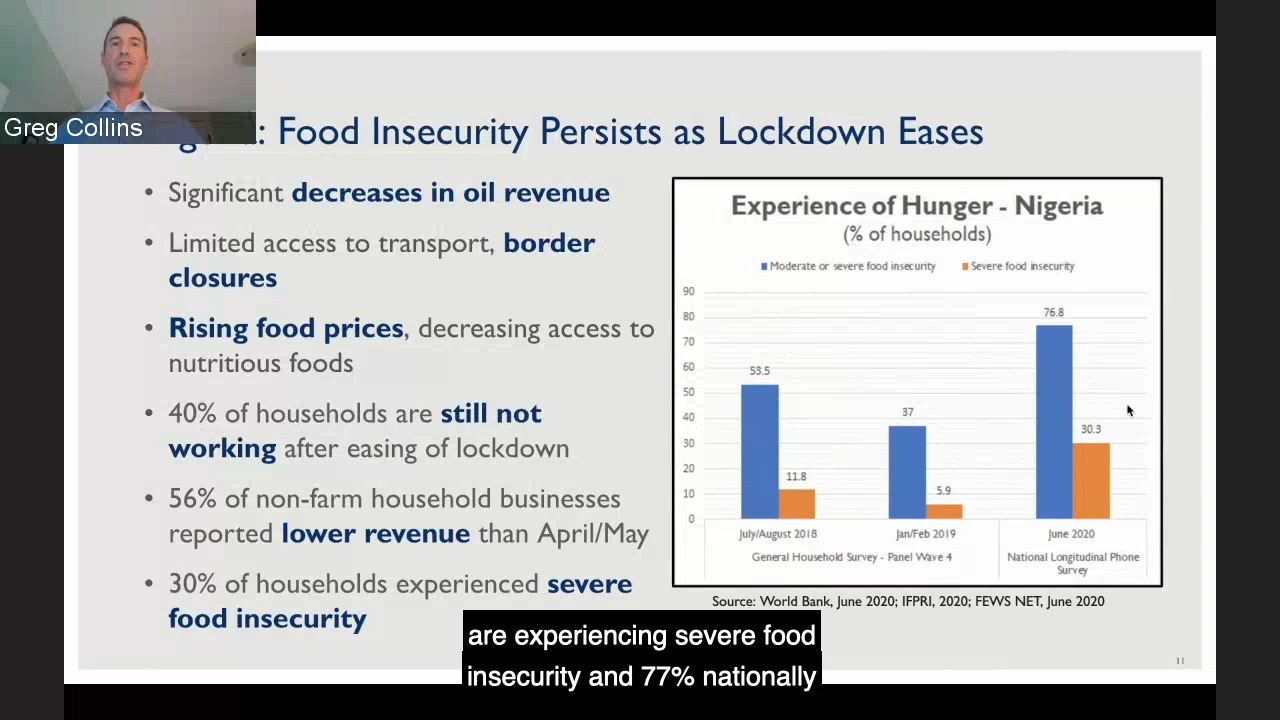 Greg Collins
: Food Insecurity Persists as Lockdown Eases
• Significant decreases in oil revenue
• Limited access to transport, border
closures
• Rising food prices, decreasing access to
nutritious foods
• 40% of households are still not
working after easing of lockdown
• 56% of non-farm household businesses
reported lower revenue than April/May
• 30% of households experienced severe
food insecurity
Experience of Hunger - Nigeria
(% of households)
Moderate or severe food insecurity
Severe food insecurity
90
80
70
60
50
40
30
20
10
0
53.5
11.8
37
5.9
76.8
30.3
July/August 2018
Jan/Feb 2019
June 2020
General Household Survey - Panel Wave 4
National Longitudinal Phone
Survey
Source: World Bank, June 2020; IFPRI, 2020; FEWS NET, June 2020
are experiencing severe food
insecurity and 77% nationally
11